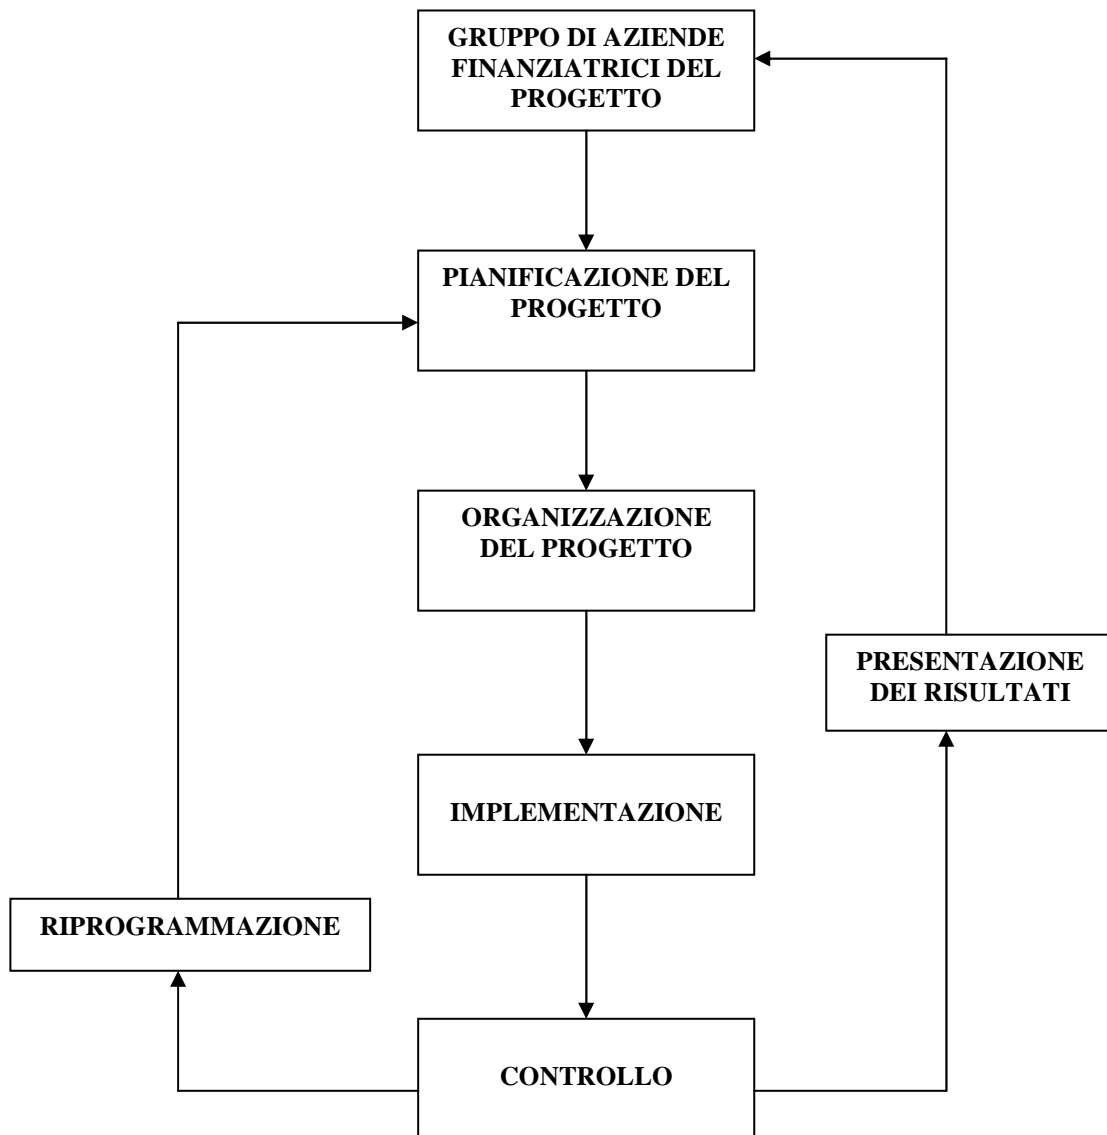 GRUPPO DI AZIENDE
FINANZIATRICI DEL
PROGETTO
PIANIFICAZIONE DEL
PROGETTO
ORGANIZZAZIONE
DEL PROGETTO
PRESENTAZIONE
DEI RISULTATI
IMPLEMENTAZIONE
RIPROGRAMMAZIONE
CONTROLLO